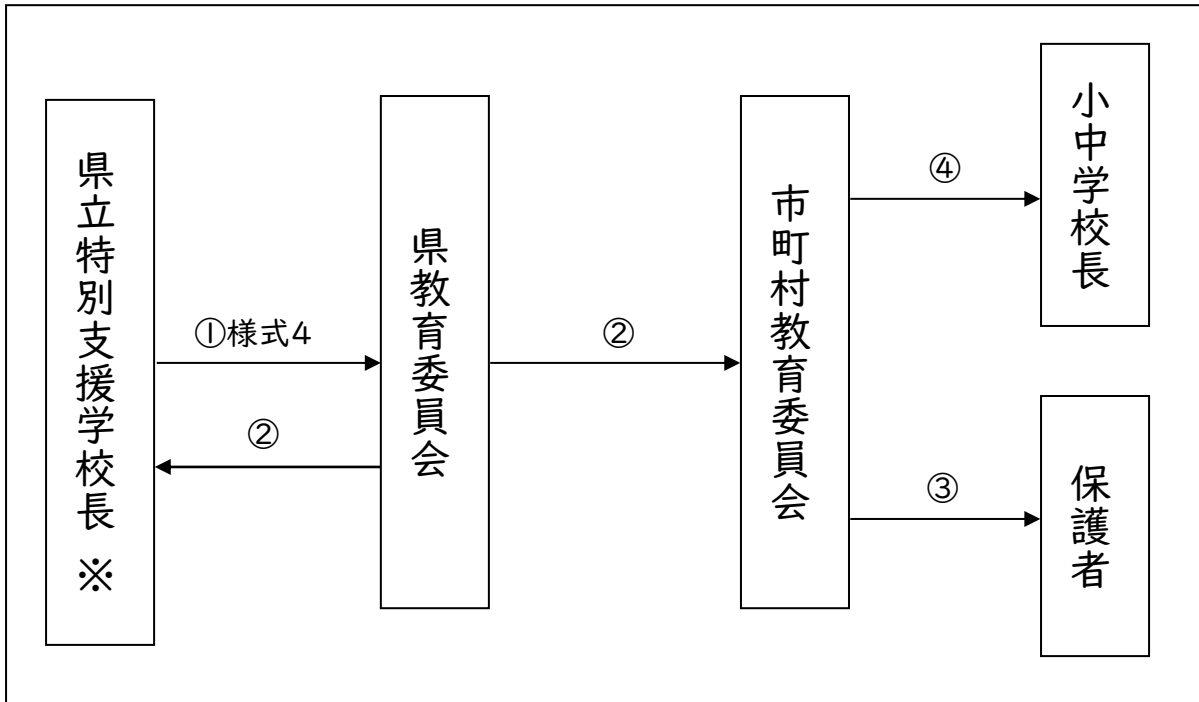 県立特別支援学校長 ※
①様式4
②
県教育委員会
②
市町村教育委員会
④
③
小中学校長
保護者